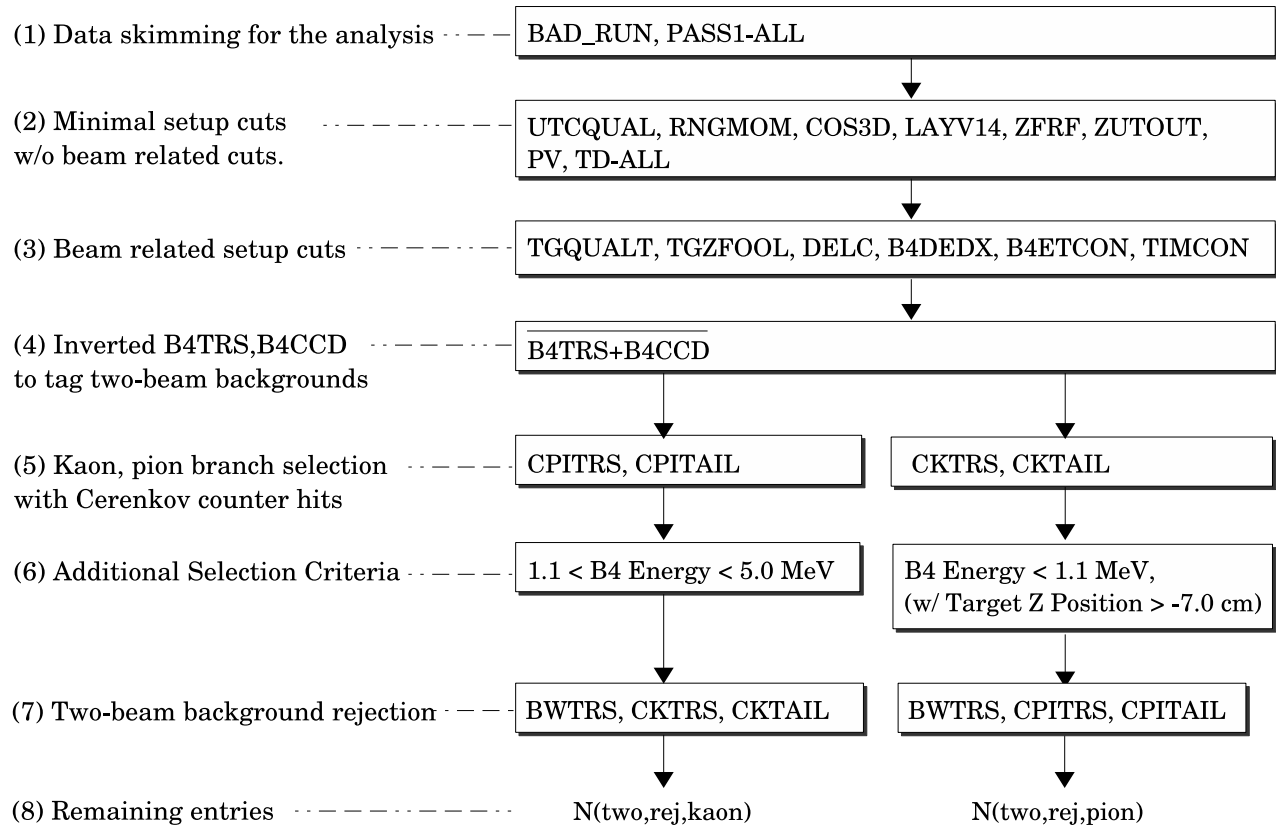 (1) Data skimming for the analysis
BAD_RUN, PASS1-ALL
(2) Minimal setup cuts
w/o beam related cuts.
UTCQUAL, RNGMOM, COS3D, LAYV14, ZFRF, ZUTOUT,
PV, TD-ALL
(3) Beam related setup cuts
TGQUALT, TGZFOOL, DELC, B4DEDX, B4ETCON, TIMCON
(4) Inverted B4TRS,B4CCD
to tag two-beam backgrounds
B4TRS+B4CCD
(5) Kaon, pion branch selection
with Cerenkov counter hits
CPITRS, CPITAIL
CKTRS, CKTAIL
(6) Additional Selection Criteria
1.1 < B4 Energy < 5.0 MeV
B4 Energy < 1.1 MeV,
(w/ Target Z Position > -7.0 cm)
(7) Two-beam background rejection
BWTRS, CKTRS, CKTAIL
BWTRS, CPITRS, CPITAIL
(8) Remaining entries
N(two,rej,kaon)
N(two,rej,pion)